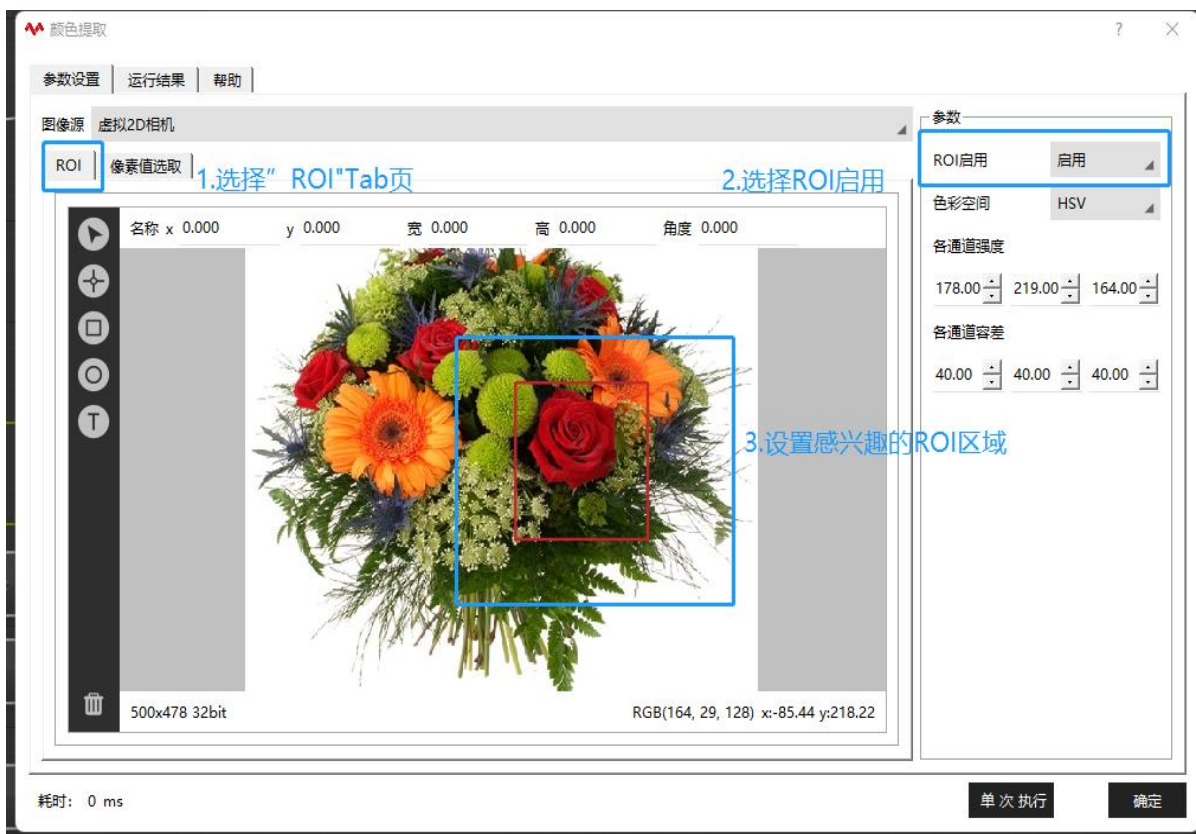 颜色提取
?
参数设置 运行结果 帮助
图像源 虚拟2D相机
ROI 像素值选取
1.选择”ROI"Tab页
2.选择ROI启用
名称 x 0.000 y 0.000 宽 0.000 高 0.000 角度 0.000
T
3.设置感兴趣的ROI区域
500x478 32bit
RGB(164, 29, 128) x:-85.44 y:218.22
参数
ROI启用 启用
色彩空间 HSV
各通道强度
178.00 219.00 164.00
各通道容差
40.00 40.00 40.00
耗时: 0 ms
单次执行 确定